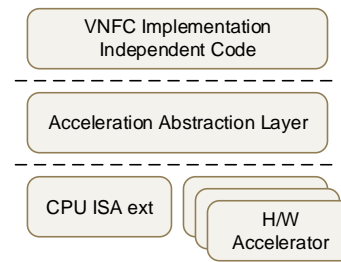 VNFC Implementation
Independent Code
Acceleration Abstraction Layer
CPU ISA ext
H/W
Accelerator